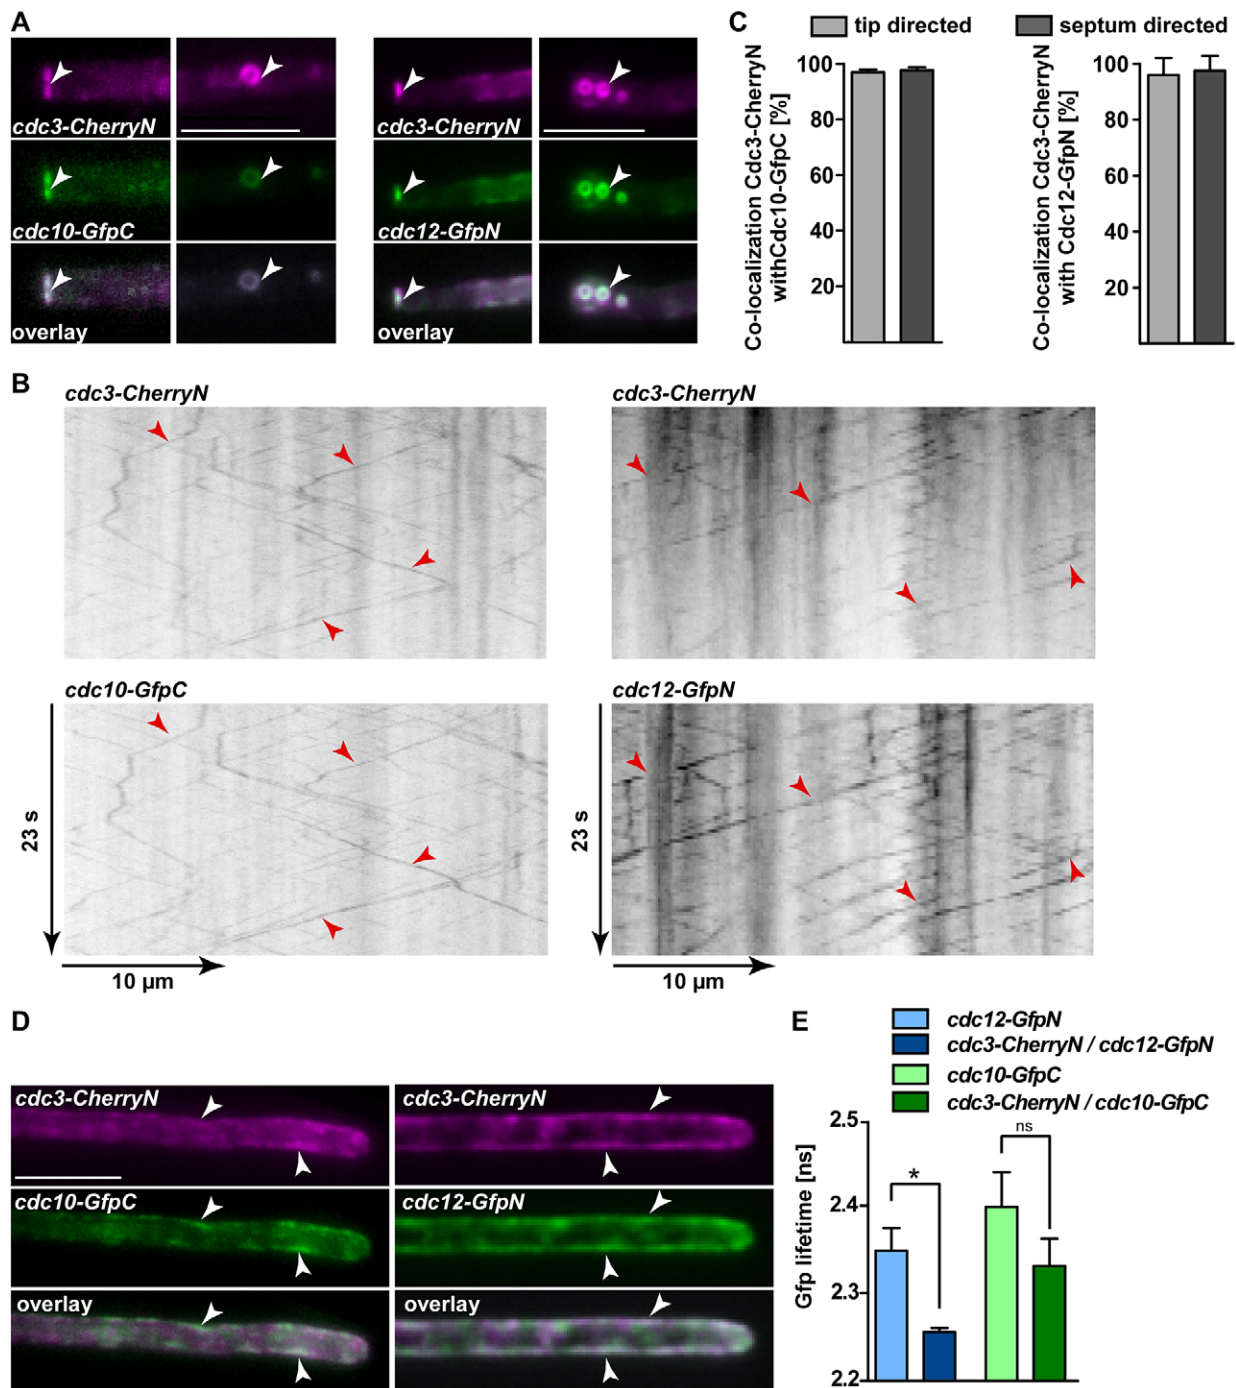 A
cdc3-CherryN
cdc10-GfpC
overlay
cdc3-CherryN
cdc12-GfpN
overlay
C
tip directed
septum directed
Co-localization Cdc3-CherryN
withCdc10-GfpC [%]
100
80
60
40
20
Co-localization Cdc3-CherryN
with Cdc12-GfpN [%]
100
80
60
40
20
B
cdc3-CherryN
cdc3-CherryN
cdc10-GfpC
cdc12-GfpN
23 s
10 µm
23 s
10 µm
D
cdc3-CherryN
cdc10-GfpC
overlay
cdc3-CherryN
cdc12-GfpN
overlay
E
cdc12-GfpN
cdc3-CherryN / cdc12-GfpN
cdc10-GfpC
cdc3-CherryN / cdc10-GfpC
Gfp lifetime [ns]
2.5
2.4
2.3
2.2
*
ns